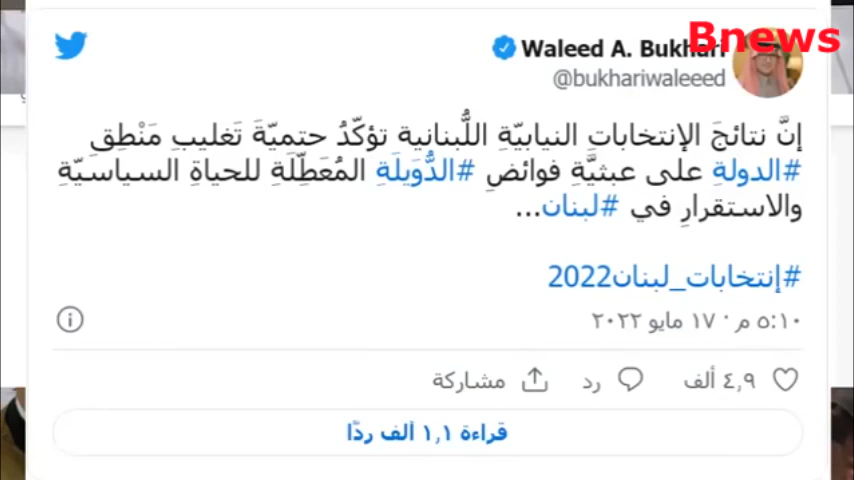 Bnews
Waleed A. Bukhari
@bukhariwaleeed
إنَّ نتائجَ الإنتخاباتِ النيابيّةِ اللُّبنانية تؤكّدُ حتميّةَ تَغليبِ مَنْطِقِ
#الدولةِ على عبثيَّةِ فوائضِ #الدُّوَيلَةِ المُعَطِّلَةِ للحياةِ السياسيّةِ
والاستقرارِ في #لبنان...
#إنتخابات_لبنان2022
٥:١٠ م · ١٧ مايو ٢٠٢٢
٤٫٩ ألف رد مشاركة
قراءة ١٫١ ألف ردًّا